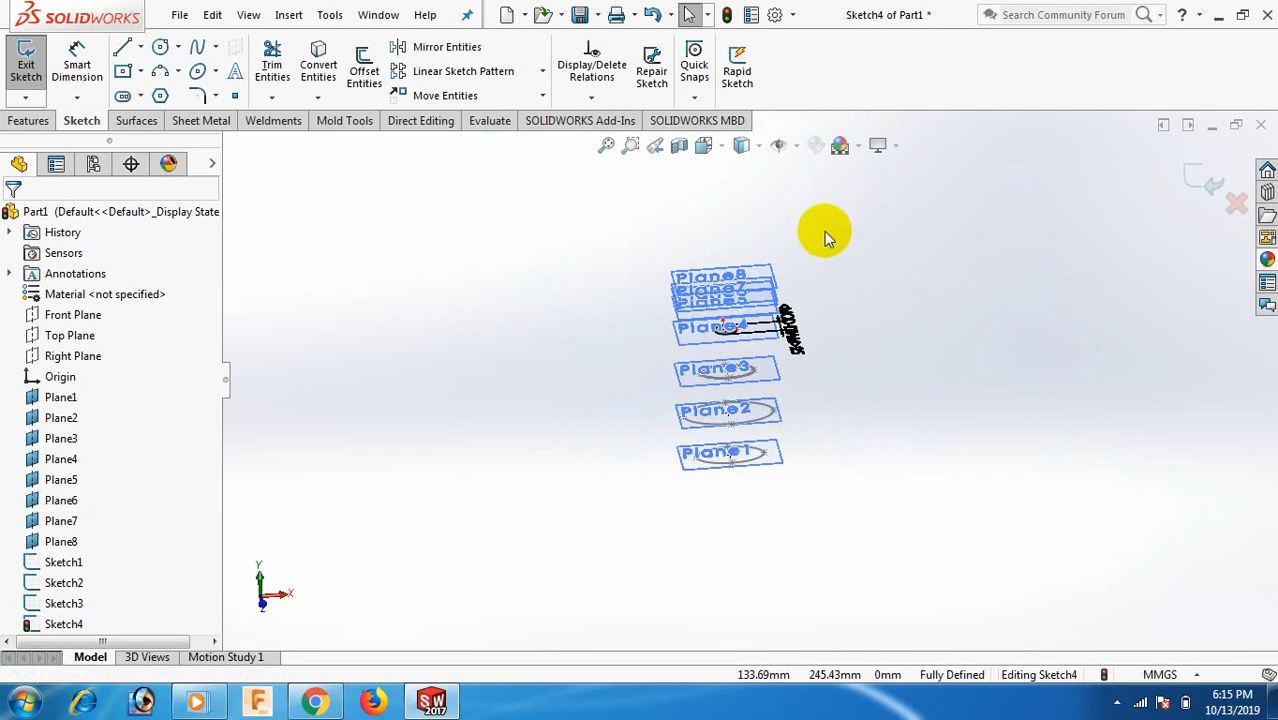 SOLIDWORKS
File
Edit
View
Insert
Tools
Window
Help
Sketch4 of Part1 *
Search Community Forum
?
Exit Sketch
Smart Dimension
Trim Entities
Convert Entities
Offset Entities
Mirror Entities
Linear Sketch Pattern
Move Entities
Display/Delete Relations
Repair Sketch
Quick Snaps
Rapid Sketch
Features
Sketch
Surfaces
Sheet Metal
Weldments
Mold Tools
Direct Editing
Evaluate
SOLIDWORKS Add-Ins
SOLIDWORKS MBD
Part1 (Default<<Default>_Display State
History
Sensors
Annotations
Material <not specified>
Front Plane
Top Plane
Right Plane
Origin
Plane1
Plane2
Plane3
Plane4
Plane5
Plane6
Plane7
Plane8
Sketch1
Sketch2
Sketch3
Sketch4
Plane8
Plane7
Plane5
Plane4
Plane3
Plane2
Plane1
Y
X
Z
Model
3D Views
Motion Study 1
133.69mm
245.43mm
0mm
Fully Defined
Editing Sketch4
MMGS
SW
2017
6:15 PM
10/13/2019